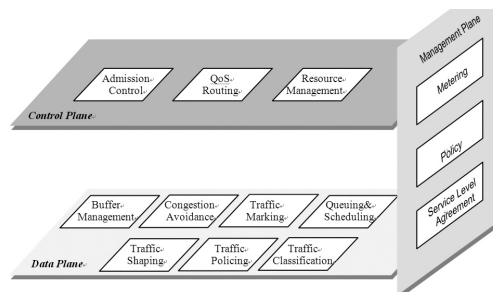 Management Plane
Metering
Policy
Service Level
Agreement
Admission
Control
QoS
Routing
Resource
Management
Control Plane
Buffer
Management
Congestion
Avoidance
Traffic
Marking
Queuing&
Scheduling
Traffic
Shaping
Traffic
Policing
Traffic
Classification
Data Plane